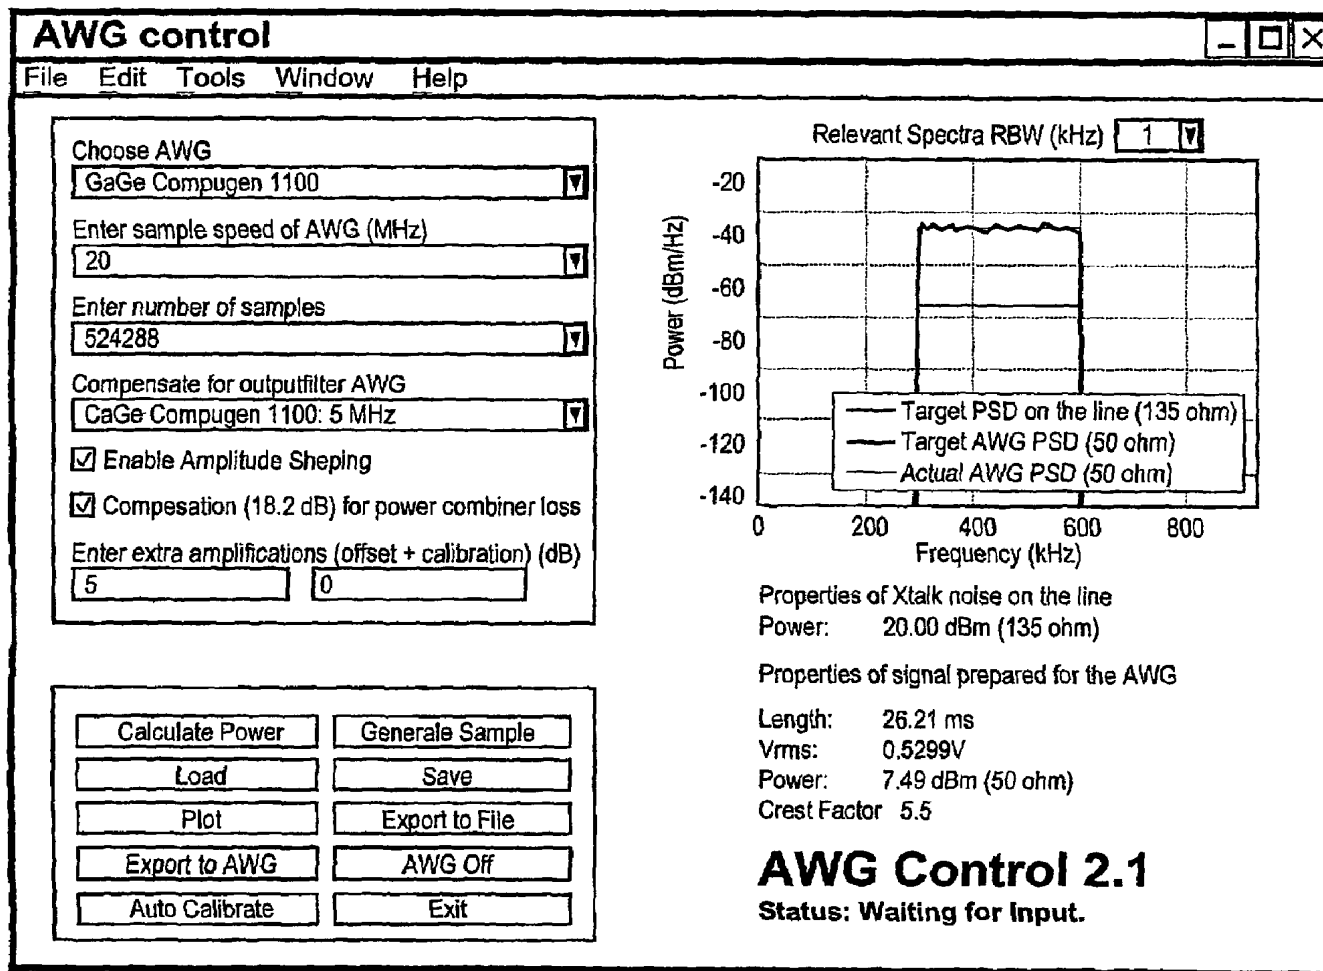 AWG control
File Edit Tools Window Help
Choose AWG
GaGe Compugen 1100
Enter sample speed of AWG (MHz)
20
Enter number of samples
524288
Compensate for outputfilter AWG
CaGe Compugen 1100: 5 MHz
Enable Amplitude Sheping
Compesation (18.2 dB) for power combiner loss
Enter extra amplifications (offset + calibration) (dB)
5 0
Calculate Power Generale Sample
Load Save
Plot Export to File
Export to AWG AWG Off
Auto Calibrate Exit
Relevant Spectra RBW (kHz) 1
Power (dBm/Hz)
-20
-40
-60
-80
-100
-120
-140
Target PSD on the line (135 ohm)
Target AWG PSD (50 ohm)
Actual AWG PSD (50 ohm)
0 200 400 600 800
Frequency (kHz)
Properties of Xtalk noise on the line
Power: 20.00 dBm (135 ohm)
Properties of signal prepared for the AWG
Length: 26.21 ms
Vrms: 0.5299V
Power: 7.49 dBm (50 ohm)
Crest Factor 5.5
AWG Control 2.1
Status: Waiting for Input.